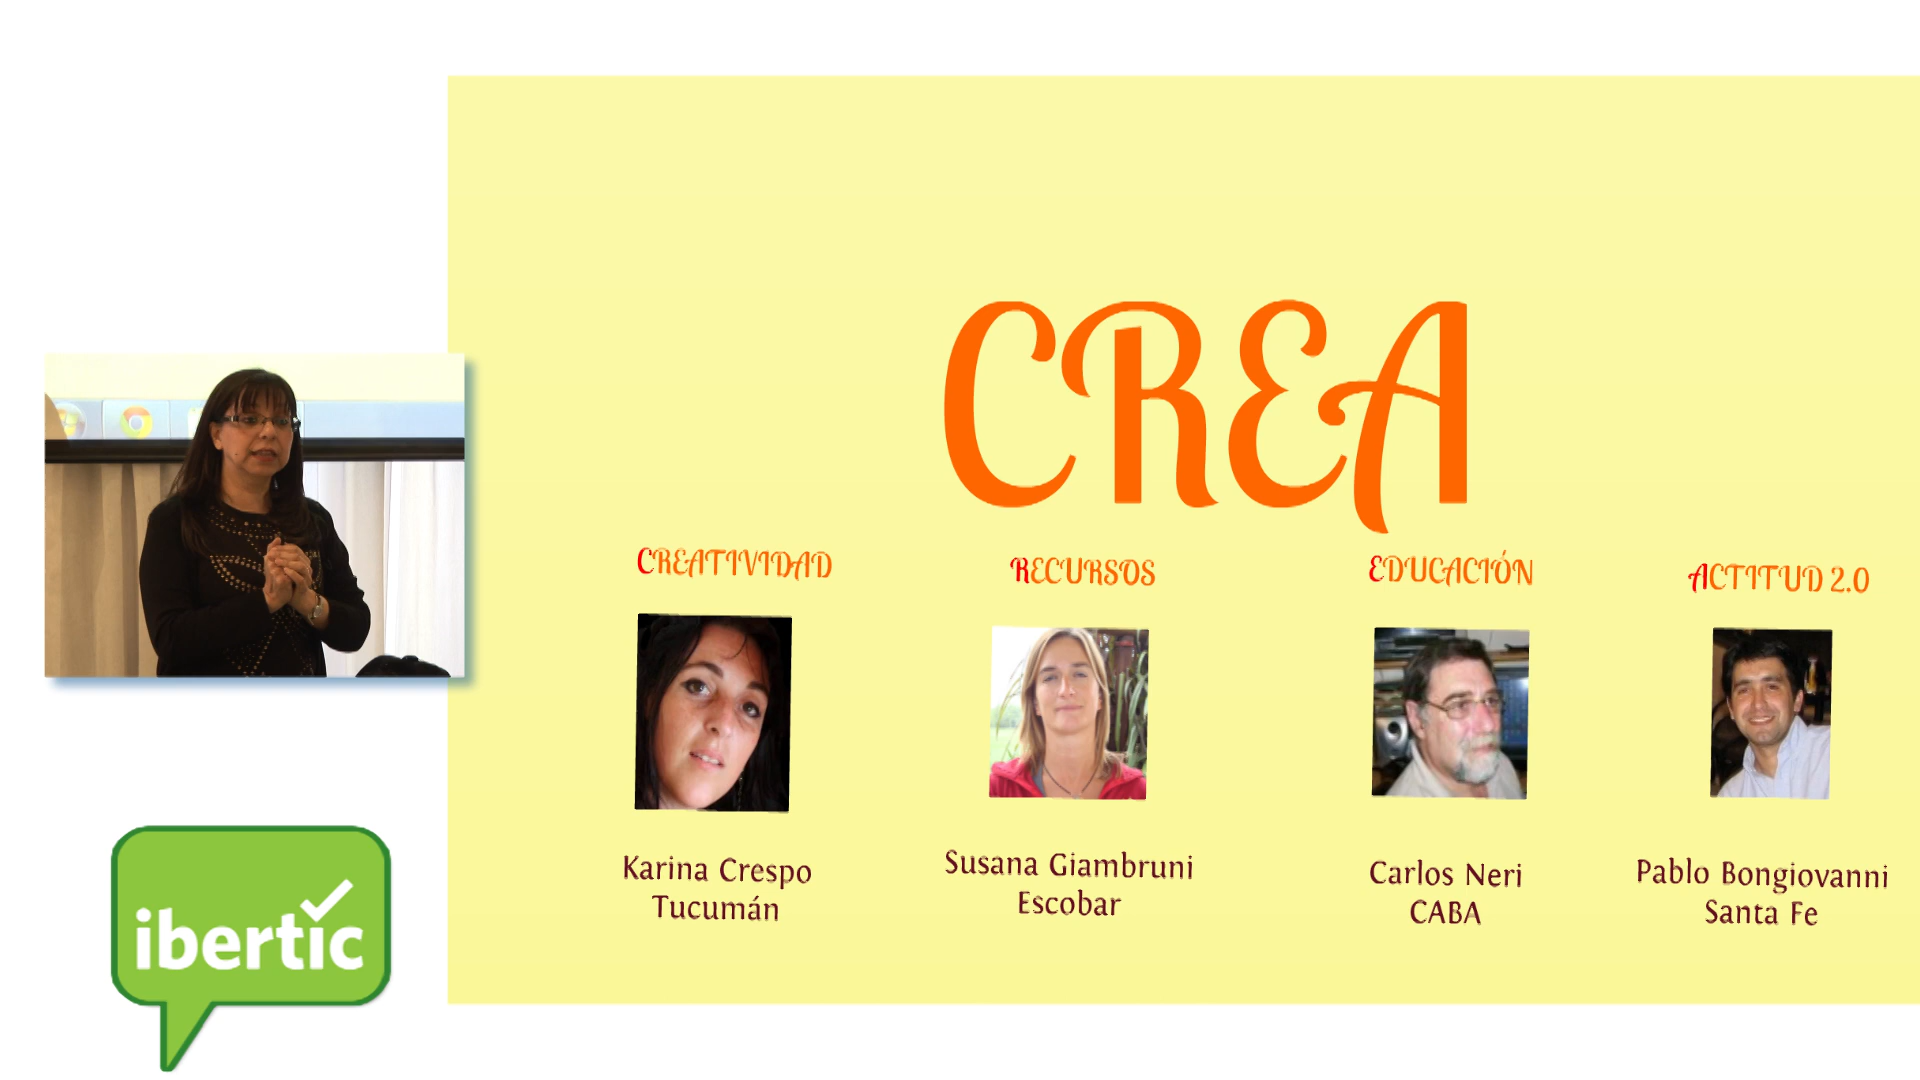 CREA
CREATIVIDAD
RECURSOS
EDUCACIÓN
ACTITUD 2.0
Karina Crespo
Tucumán
Susana Giambruni
Escobar
Carlos Neri
CABA
Pablo Bongiovanni
Santa Fe
ibertic